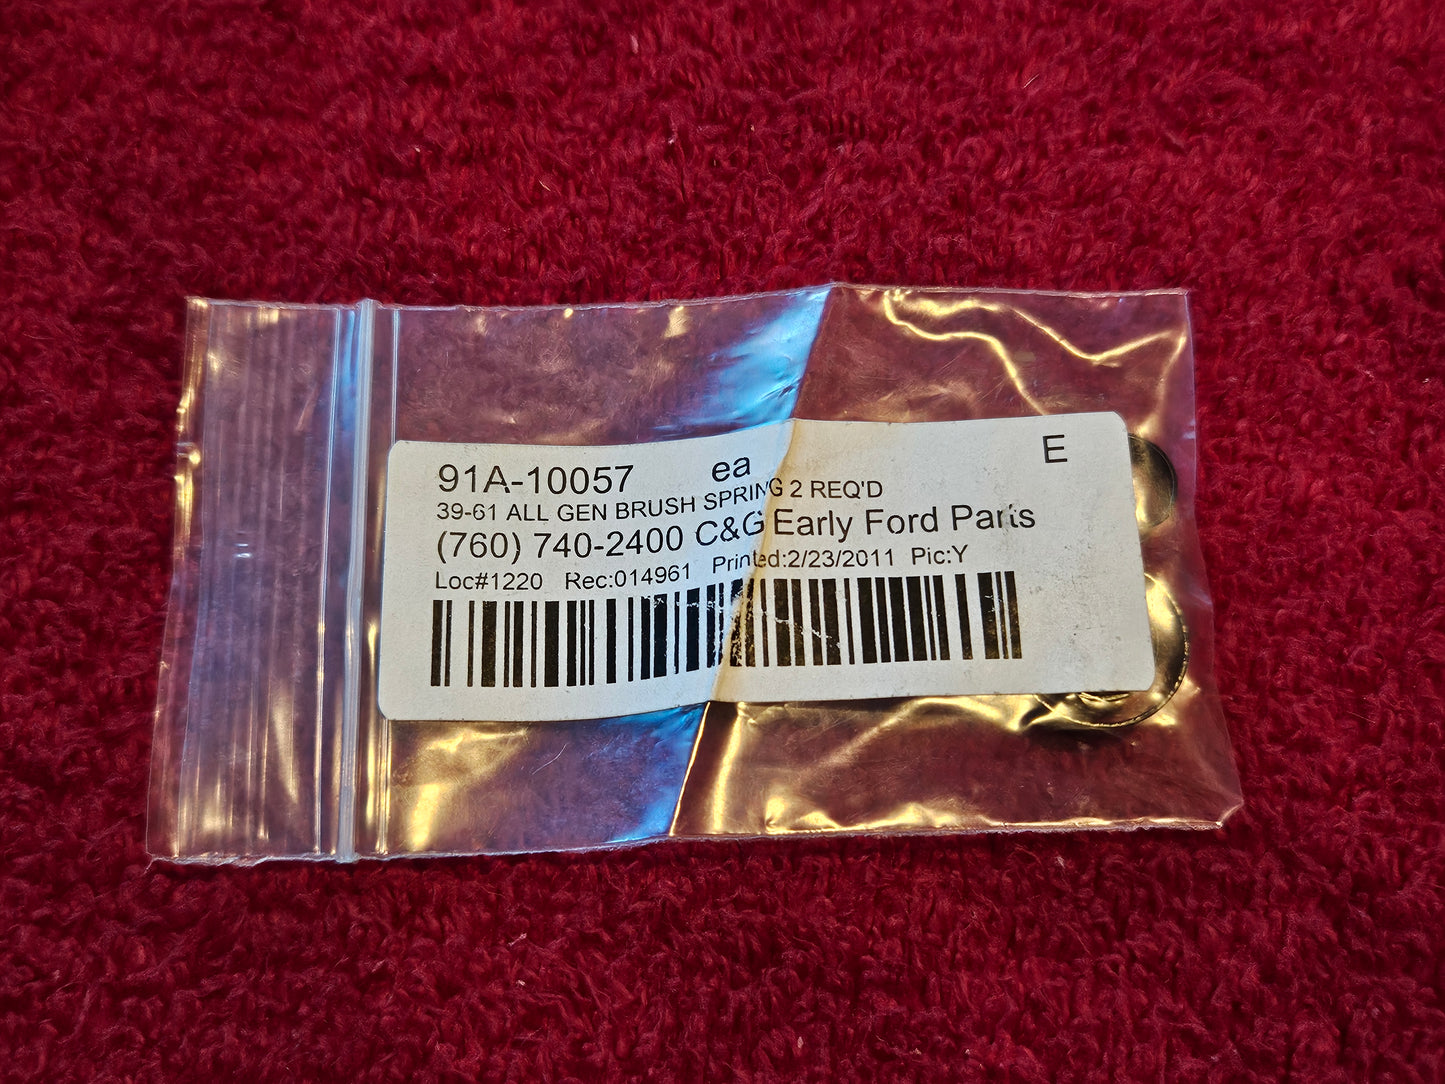 91A-10057 ea E
39-61 ALL GEN BRUSH SPRING 2 REQ'D
(760) 740-2400 C&G Early Ford Parts
Loc#1220 Rec:014961 Printed:2/23/2011 Pic:Y